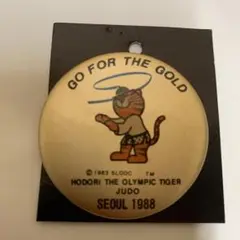 GO FOR THE GOLD
© 1983 SLOOC TM
HODORI THE OLYMPIC TIGER
JUDO
SEOUL 1988